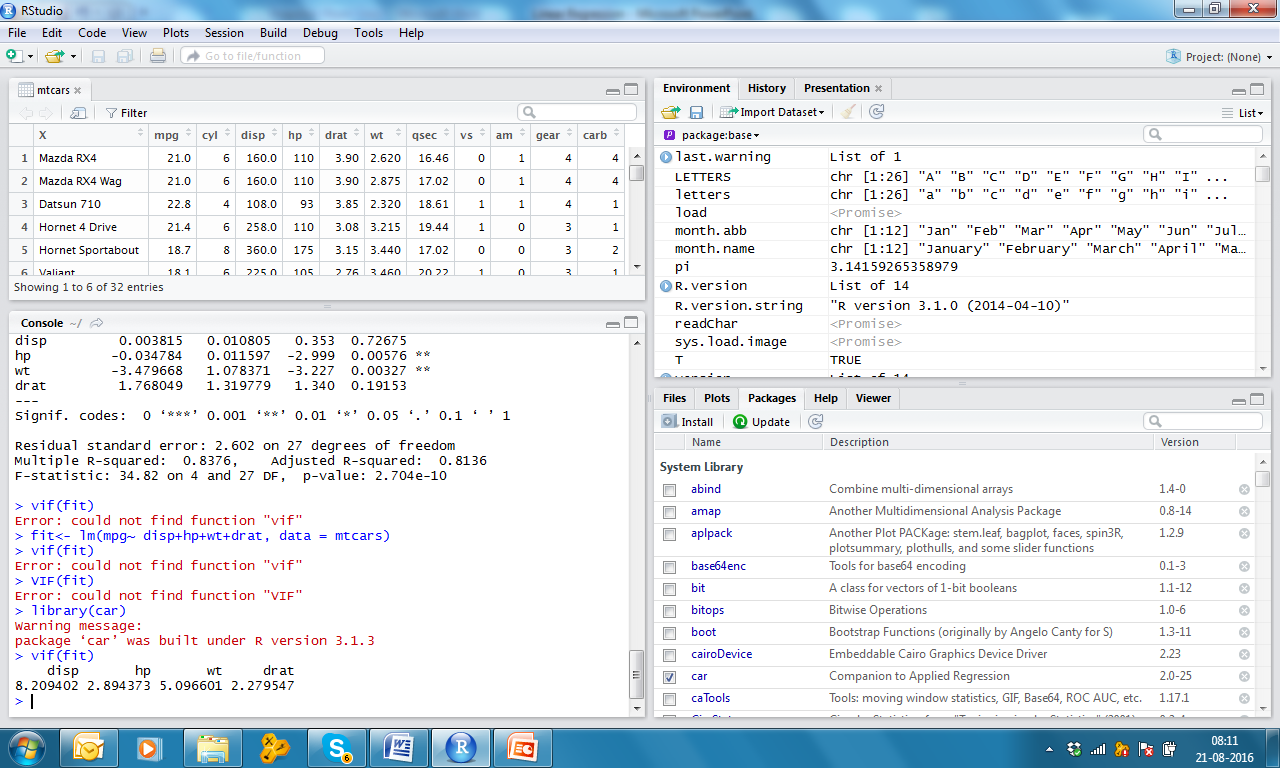 RStudio
File Edit Code View Plots Session Build Debug Tools Help
Go to file/function
Project: (None)
mtcars
Filter
X mpg cyl disp hp drat wt qsec vs am gear carb
1 Mazda RX4 21.0 6 160.0 110 3.90 2.620 16.46 0 1 4 4
2 Mazda RX4 Wag 21.0 6 160.0 110 3.90 2.875 17.02 0 1 4 4
3 Datsun 710 22.8 4 108.0 93 3.85 2.320 18.61 1 1 4 1
4 Hornet 4 Drive 21.4 6 258.0 110 3.08 3.215 19.44 1 0 3 1
5 Hornet Sportabout 18.7 8 360.0 175 3.15 3.440 17.02 0 0 3 2
6 Valiant 18.1 6 225.0 105 2.76 3.460 20.22 1 0 3 1
Showing 1 to 6 of 32 entries
Console ~/
disp 0.003815 0.010805 0.353 0.72675
hp -0.034784 0.011597 -2.999 0.00576 **
wt -3.479668 1.078371 -3.227 0.00327 **
drat 1.768049 1.319779 1.340 0.19153
---
Signif. codes: 0 ‘***’ 0.001 ‘**’ 0.01 ‘*’ 0.05 ‘.’ 0.1 ‘ ’ 1
Residual standard error: 2.602 on 27 degrees of freedom
Multiple R-squared: 0.8376, Adjusted R-squared: 0.8136
F-statistic: 34.82 on 4 and 27 DF, p-value: 2.704e-10
> vif(fit)
Error: could not find function "vif"
> fit<- lm(mpg~ disp+hp+wt+drat, data = mtcars)
> vif(fit)
Error: could not find function "vif"
> VIF(fit)
Error: could not find function "VIF"
> library(car)
Warning message:
package ‘car’ was built under R version 3.1.3
> vif(fit)
disp hp wt drat
8.209402 2.894373 5.096601 2.279547
>
Environment History Presentation
Import Dataset
List
package:base
last.warning List of 1
LETTERS chr [1:26] "A" "B" "C" "D" "E" "F" "G" "H" "I" ...
letters chr [1:26] "a" "b" "c" "d" "e" "f" "g" "h" "i" ...
load <Promise>
month.abb chr [1:12] "Jan" "Feb" "Mar" "Apr" "May" "Jun" "Jul…
month.name chr [1:12] "January" "February" "March" "April" "Ma…
pi 3.14159265358979
R.version List of 14
R.version.string "R version 3.1.0 (2014-04-10)"
readChar <Promise>
sys.load.image <Promise>
T TRUE
version List of 14
Files Plots Packages Help Viewer
Install Update
Name Description Version
System Library
abind Combine multi-dimensional arrays 1.4-0
amap Another Multidimensional Analysis Package 0.8-14
aplpack Another Plot PACKage: stem.leaf, bagplot, faces, spin3R, 1.2.9
plotsummary, plothulls, and some slider functions
base64enc Tools for base64 encoding 0.1-3
bit A class for vectors of 1-bit booleans 1.1-12
bitops Bitwise Operations 1.0-6
boot Bootstrap Functions (originally by Angelo Canty for S) 1.3-11
cairoDevice Embeddable Cairo Graphics Device Driver 2.23
car Companion to Applied Regression 2.0-25
caTools Tools: moving window statistics, GIF, Base64, ROC AUC, etc. 1.17.1
08:11
21-08-2016